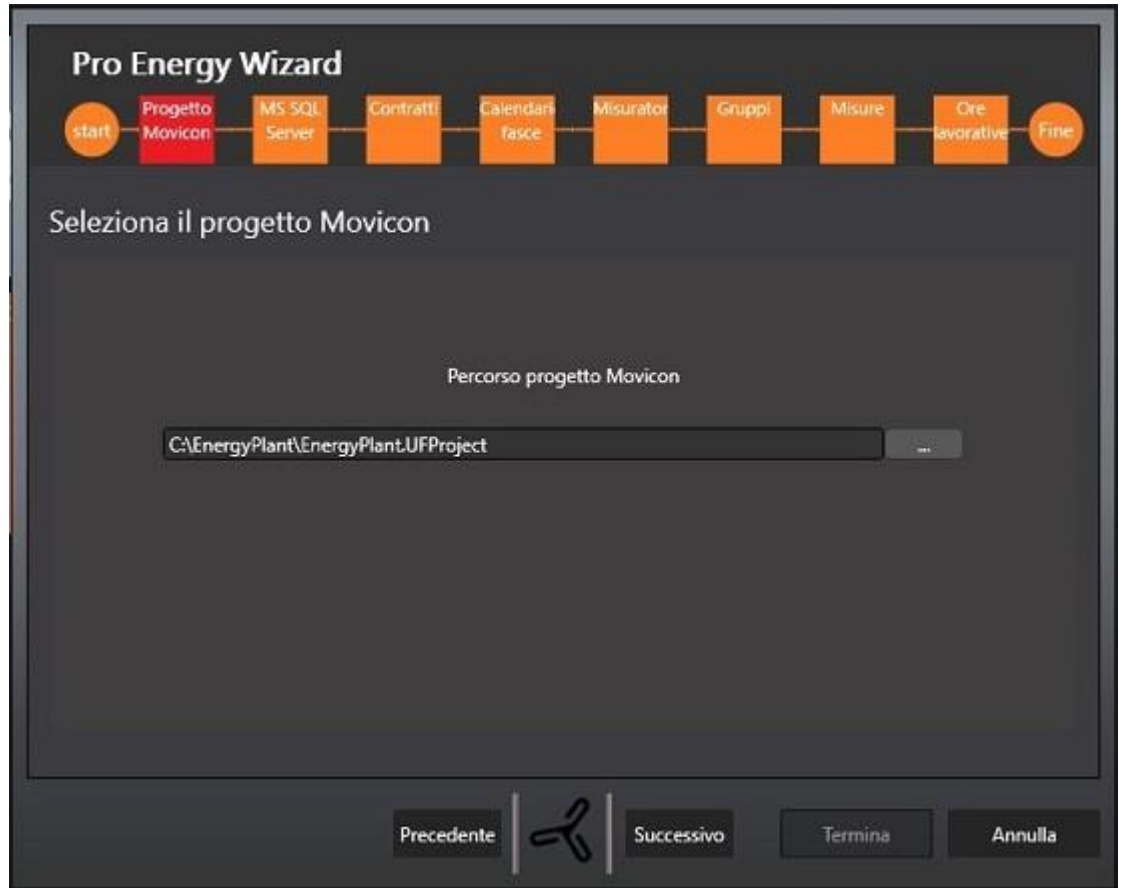 Pro Energy Wizard
start
Progetto
Movicon
MS SQL
Server
Contratti
Calendari
fasce
Misurator
Gruppi
Misure
Ore
lavorative
Fine
Seleziona il progetto Movicon
Percorso progetto Movicon
C:\EnergyPlant\EnergyPlant.UFProject
...
Precedente
Successivo
Termina
Annulla